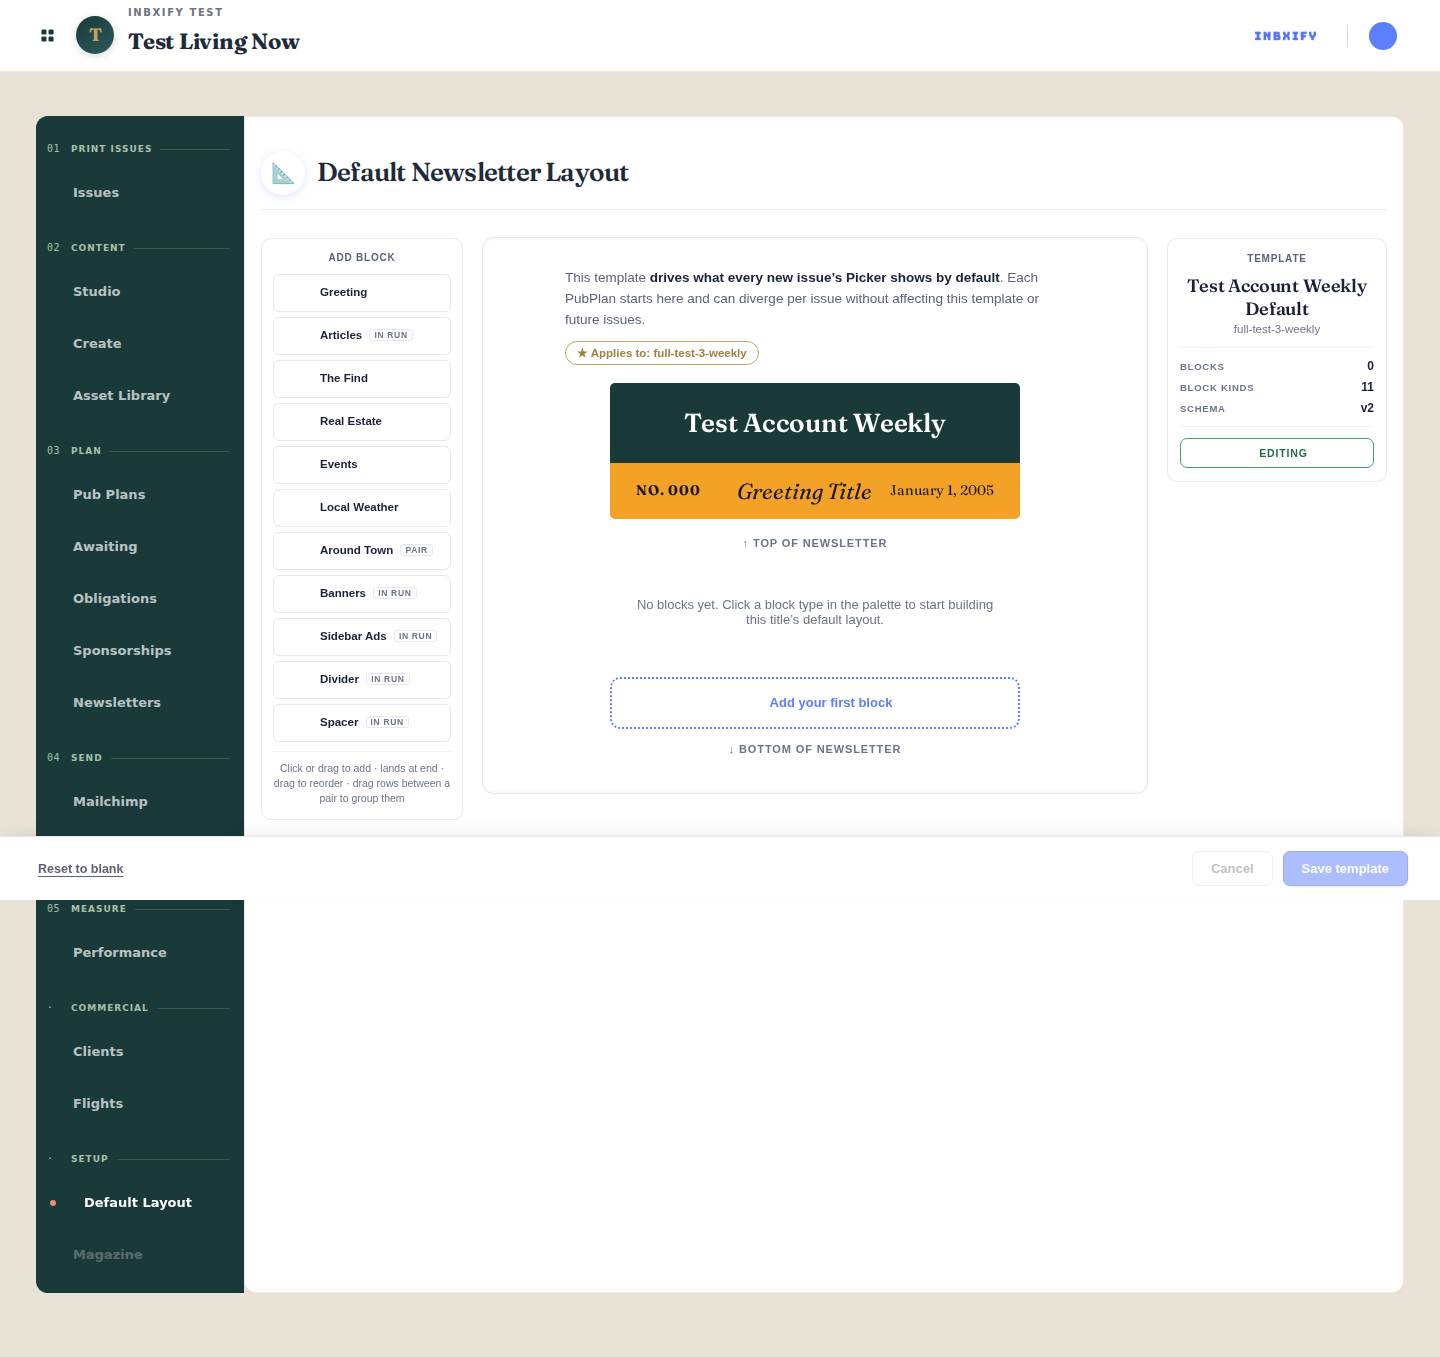 INBXIFY TEST
T
Test Living Now
INBXIFY
01 PRINT ISSUES
Issues
02 CONTENT
Studio
Create
Asset Library
03 PLAN
Pub Plans
Awaiting
Obligations
Sponsorships
Newsletters
04 SEND
Mailchimp
05 MEASURE
Performance
· COMMERCIAL
Clients
Flights
· SETUP
Default Layout
Magazine
Default Newsletter Layout
ADD BLOCK
Greeting
Articles IN RUN
The Find
Real Estate
Events
Local Weather
Around Town PAIR
Banners IN RUN
Sidebar Ads IN RUN
Divider IN RUN
Spacer IN RUN
Click or drag to add · lands at end ·
drag to reorder · drag rows between a
pair to group them
This template drives what every new issue’s Picker shows by default. Each
PubPlan starts here and can diverge per issue without affecting this template or
future issues.
★ Applies to: full-test-3-weekly
Test Account Weekly
NO. 000 Greeting Title January 1, 2005
↑ TOP OF NEWSLETTER
No blocks yet. Click a block type in the palette to start building
this title’s default layout.
Add your first block
↓ BOTTOM OF NEWSLETTER
TEMPLATE
Test Account Weekly
Default
full-test-3-weekly
BLOCKS 0
BLOCK KINDS 11
SCHEMA v2
EDITING
Reset to blank
Cancel
Save template